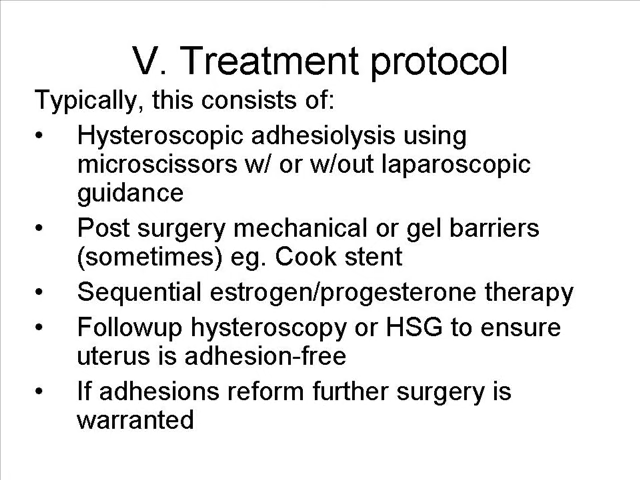 V. Treatment protocol
Typically, this consists of:
• Hysteroscopic adhesiolysis using
microscissors w/ or w/out laparoscopic
guidance
• Post surgery mechanical or gel barriers
(sometimes) eg. Cook stent
• Sequential estrogen/progesterone therapy
• Followup hysteroscopy or HSG to ensure
uterus is adhesion-free
• If adhesions reform further surgery is
warranted